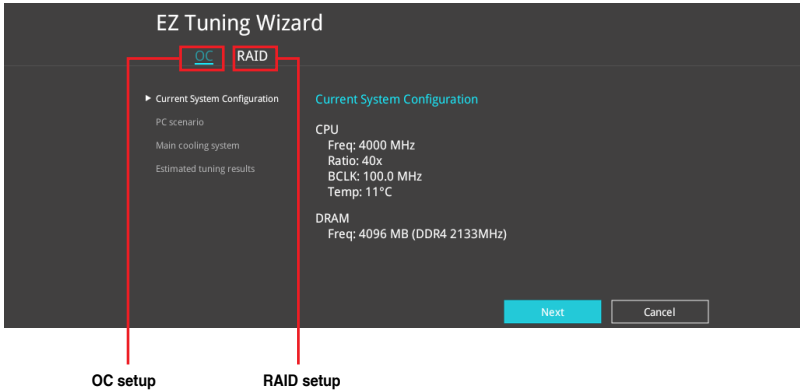 EZ Tuning Wizard
OC RAID
Current System Configuration
PC scenario
Main cooling system
Estimated tuning results
Current System Configuration
CPU
Freq: 4000 MHz
Ratio: 40x
BCLK: 100.0 MHz
Temp: 11°C
DRAM
Freq: 4096 MB (DDR4 2133MHz)
Next Cancel
OC setup RAID setup